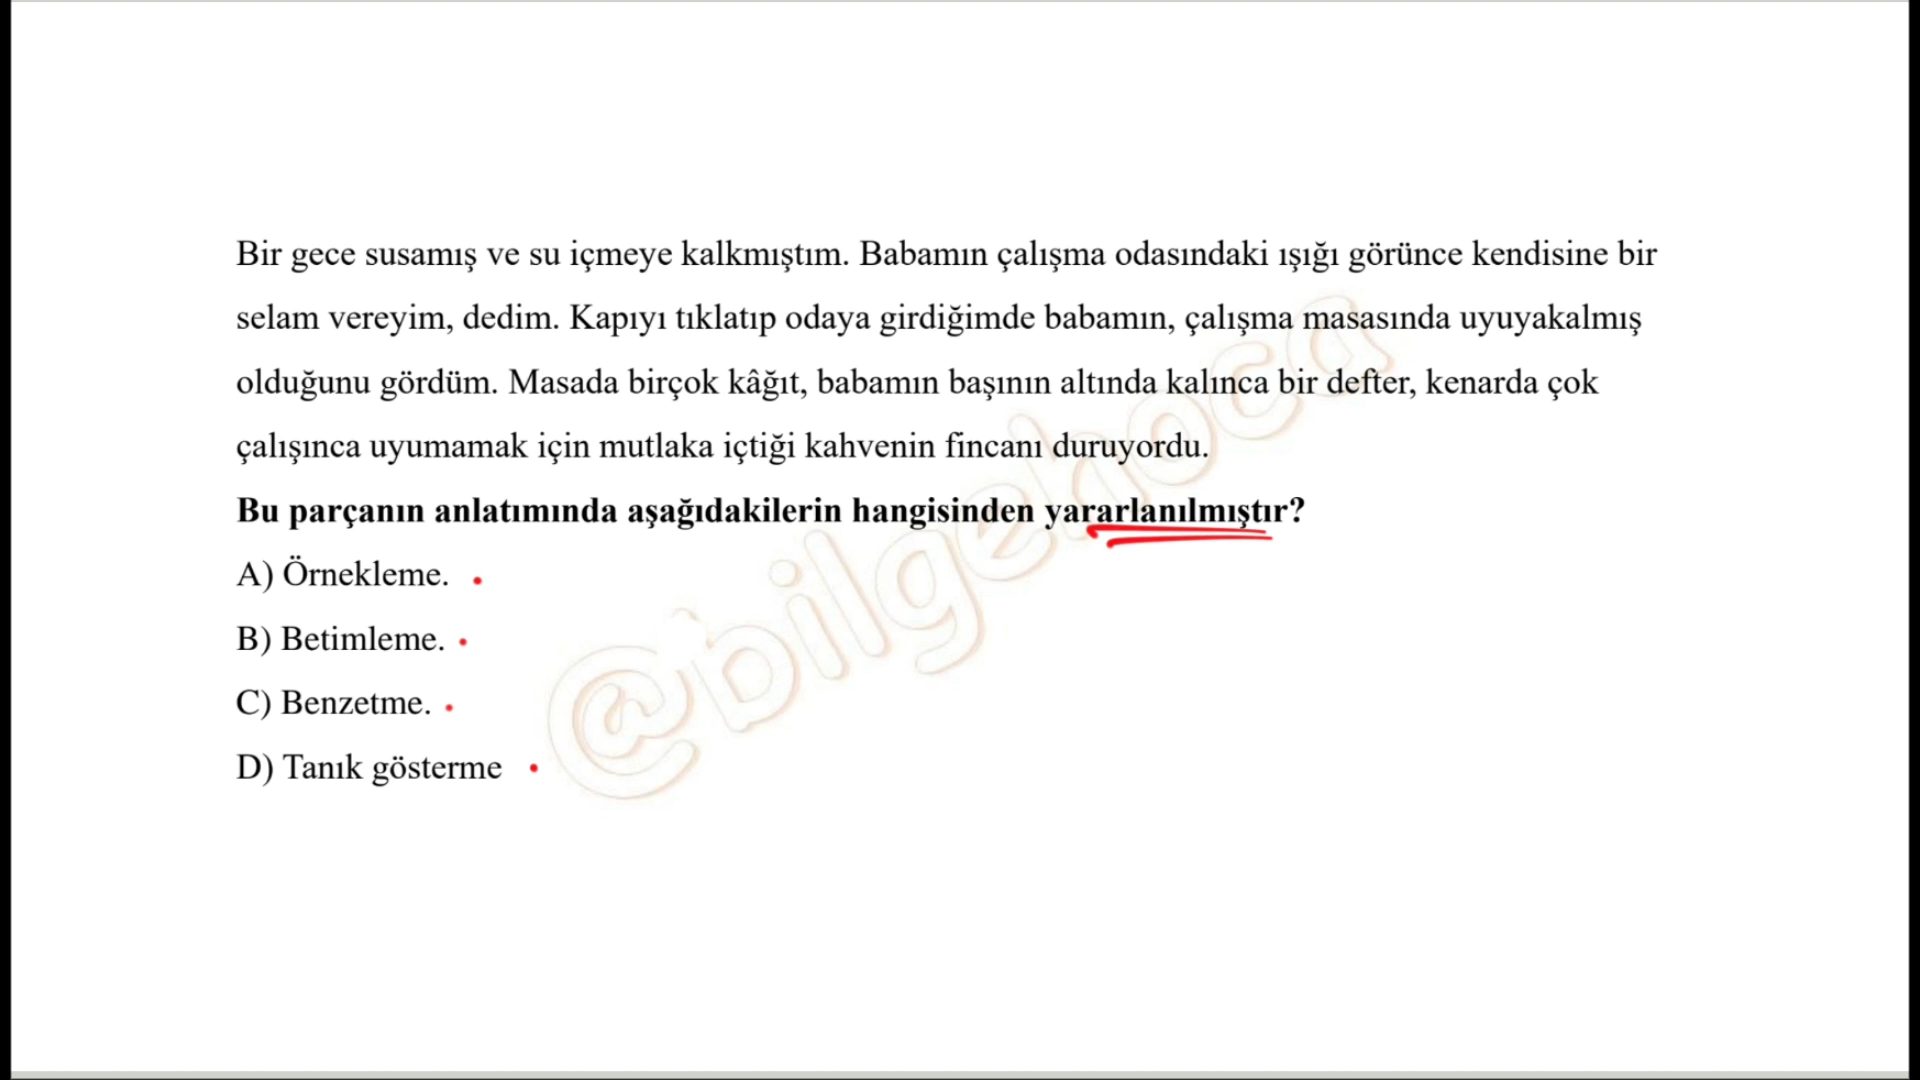 Bir gece susamış ve su içmeye kalkmıştım. Babamın çalışma odasındaki ışığı görünce kendisine bir
selam vereyim, dedim. Kapıyı tıklatıp odaya girdiğimde babamın, çalışma masasında uyuyakalmış
olduğunu gördüm. Masada birçok kâğıt, babamın başının altında kalınca bir defter, kenarda çok
çalışınca uyumamak için mutlaka içtiği kahvenin fincanı duruyordu.
Bu parçanın anlatımında aşağıdakilerin hangisinden yararlanılmıştır?
A) Örnekleme.
B) Betimleme.
C) Benzetme.
D) Tanık gösterme
@bilgehoca